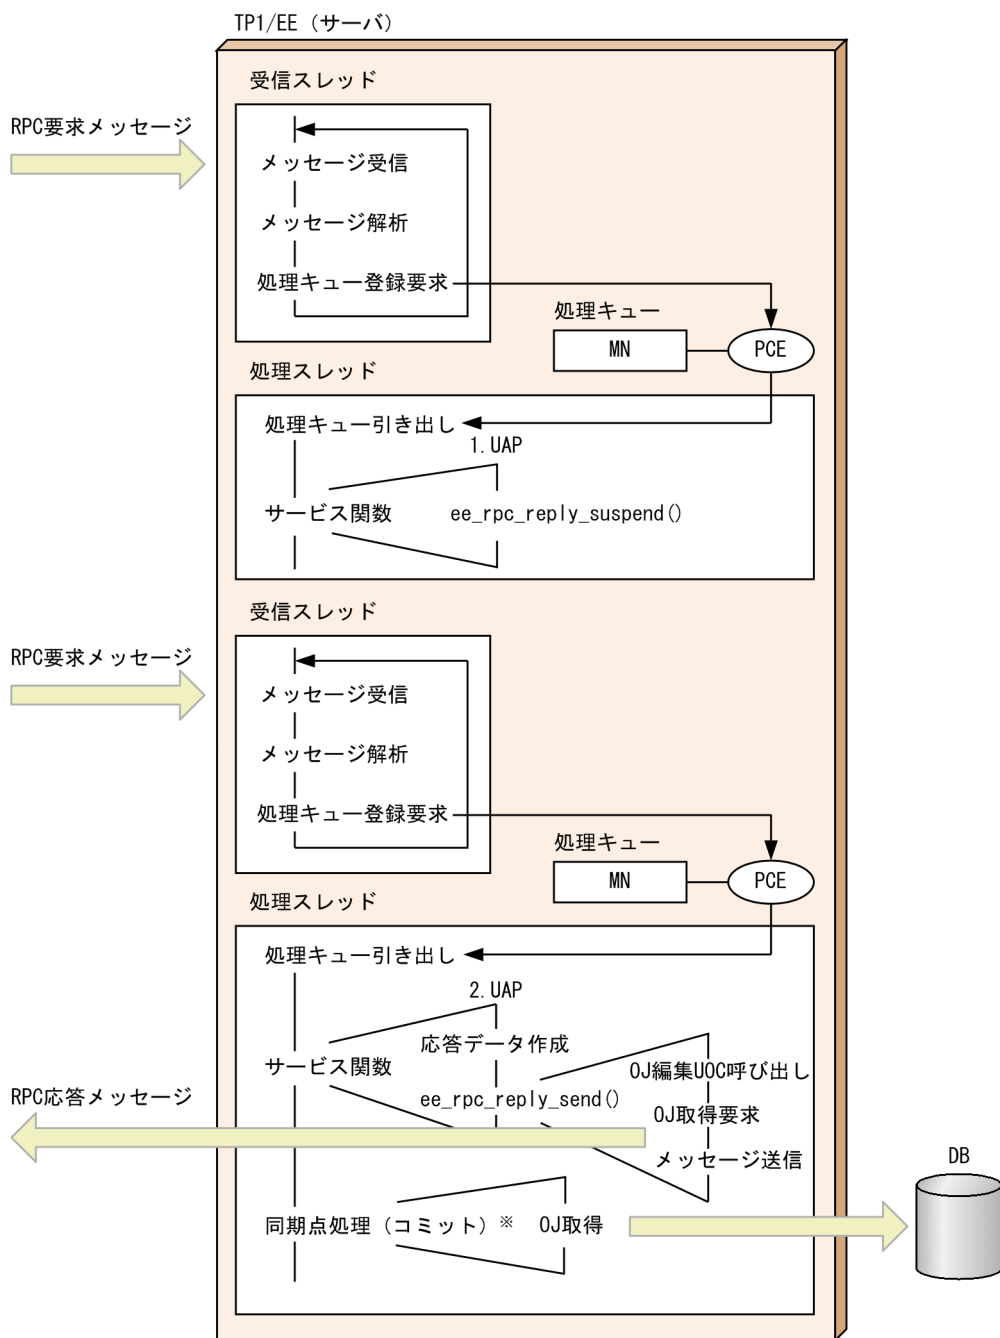 TP1/EE（サーバ）
受信スレッド
RPC要求メッセージ
メッセージ受信
メッセージ解析
処理キュー登録要求
処理キュー
MN
PCE
処理スレッド
処理キュー引き出し
1.UAP
サービス関数
ee_rpc_reply_suspend()
受信スレッド
RPC要求メッセージ
メッセージ受信
メッセージ解析
処理キュー登録要求
処理キュー
MN
PCE
処理スレッド
処理キュー引き出し
2.UAP
応答データ作成
サービス関数
OJ編集UOC呼び出し
RPC応答メッセージ
ee_rpc_reply_send()
OJ取得要求
メッセージ送信
DB
同期点処理（コミット）※
OJ取得